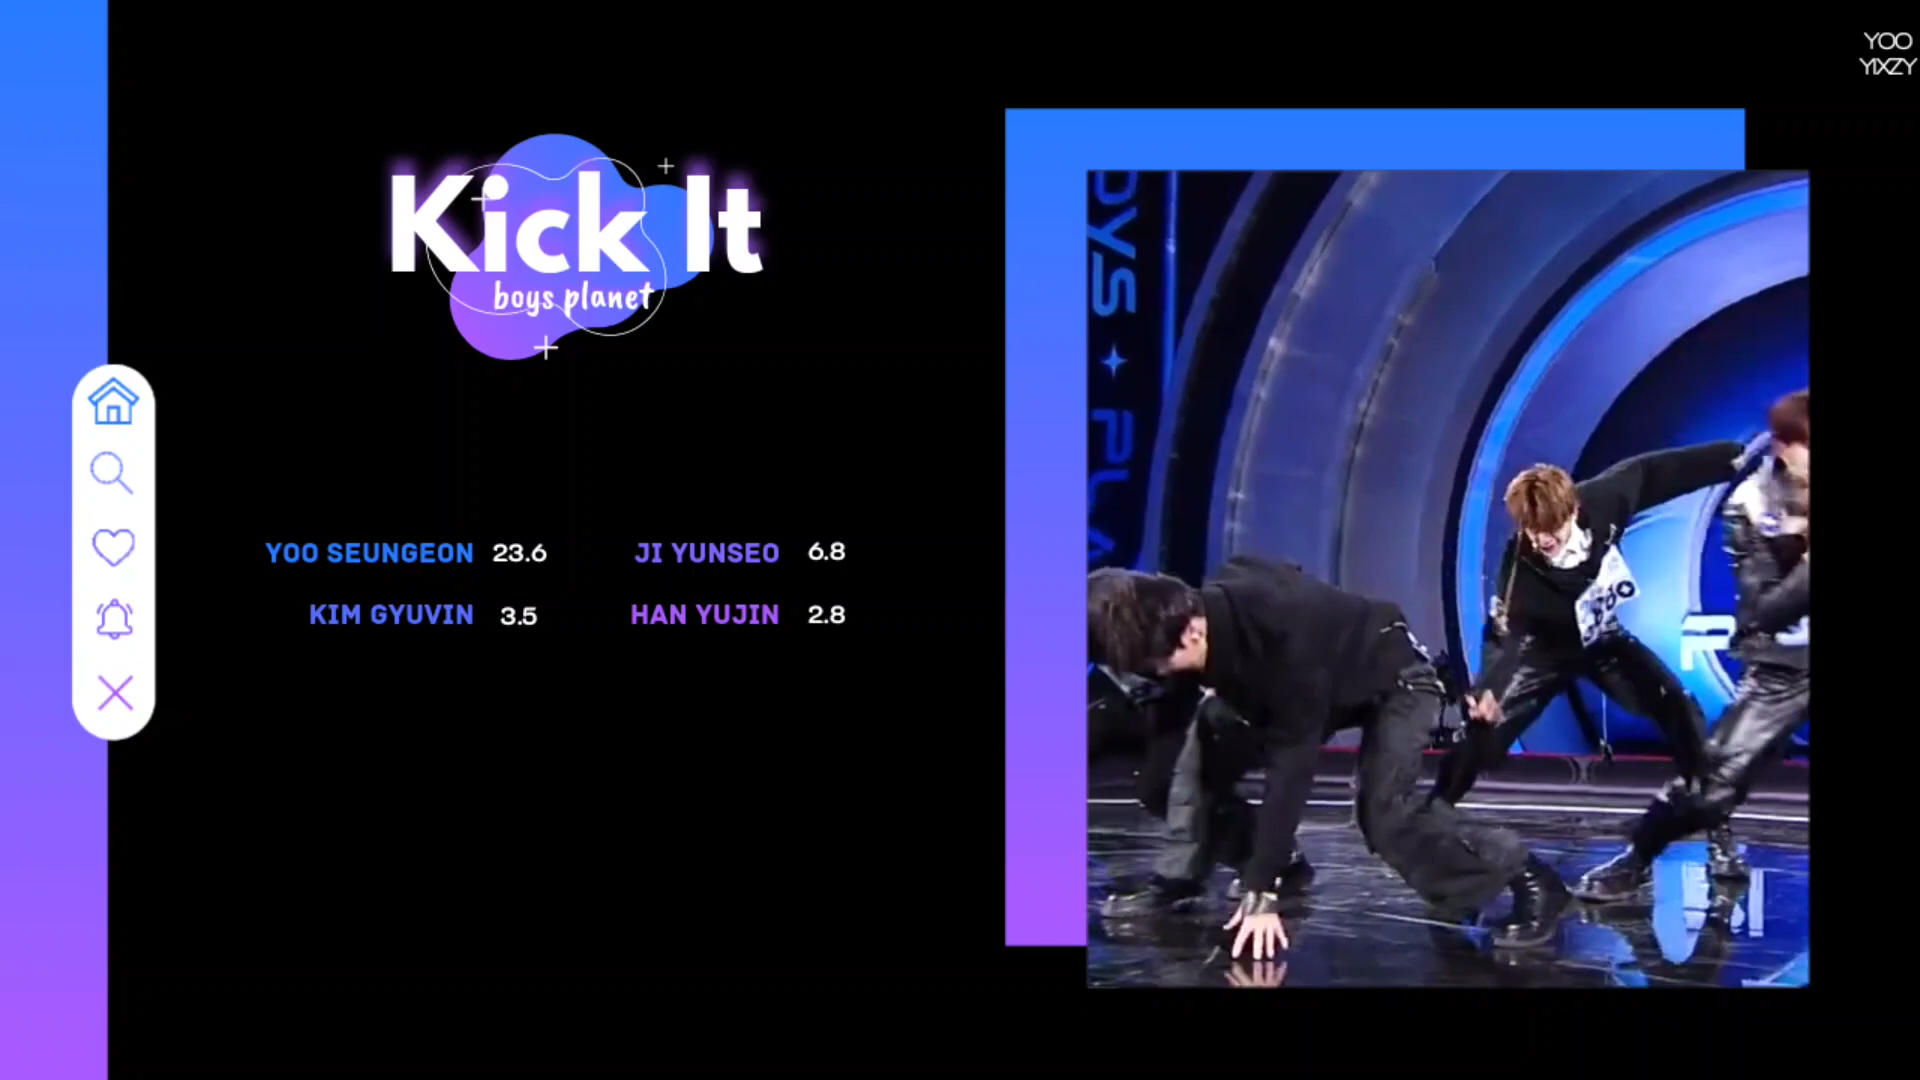 YOO
YIXZY
Kick It
boys planet
YOO SEUNGEON 23.6
JI YUNSEO 6.8
KIM GYUVIN 3.5
HAN YUJIN 2.8